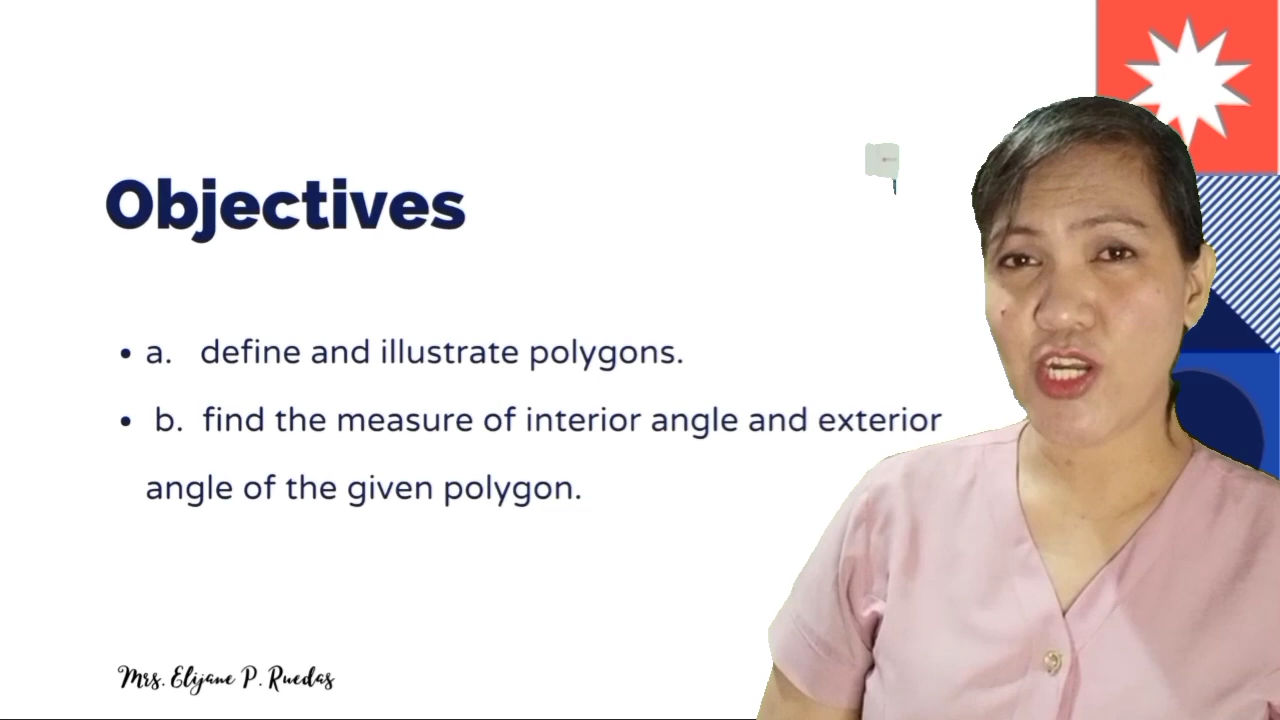 Objectives
• a. define and illustrate polygons.
• b. find the measure of interior angle and exterior
angle of the given polygon.
Mrs. Elijane P. Ruedas